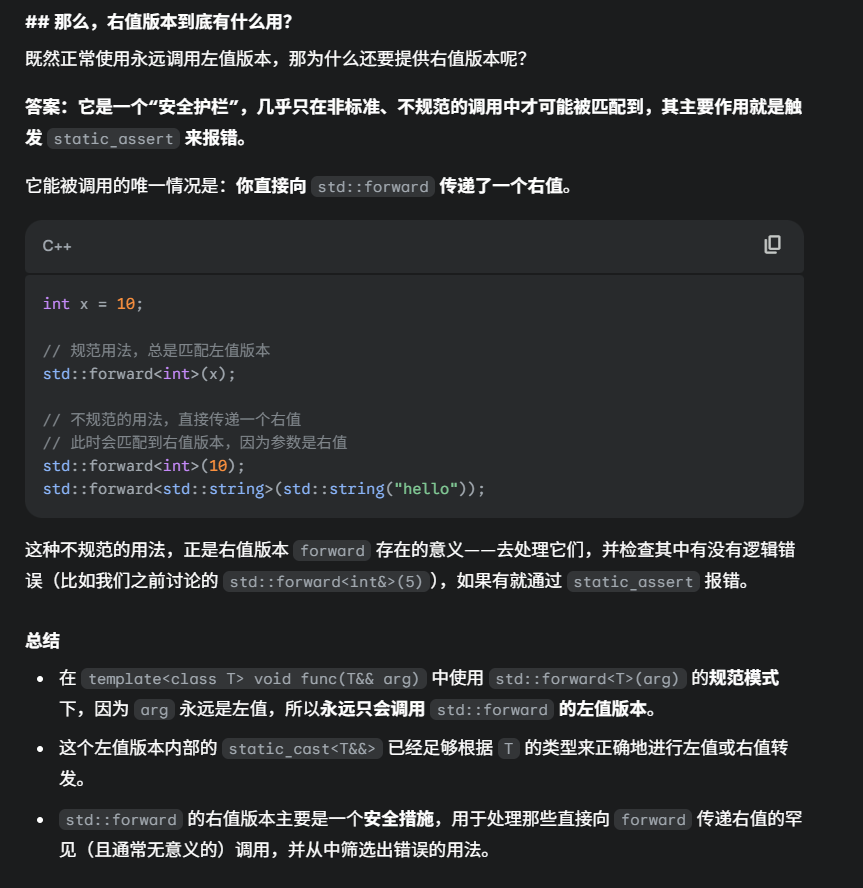 ## 那么，右值版本到底有什么用？
既然正常使用永远调用左值版本，那为什么还要提供右值版本呢？
答案：它是一个“安全护栏”，几乎只在非标准、不规范的调用中才可能被匹配到，其主要作用就是触
发 static_assert 来报错。
它能被调用的唯一情况是：你直接向 std::forward 传递了一个右值。
C++
int x = 10;
// 规范用法，总是匹配左值版本
std::forward<int>(x);
// 不规范的用法，直接传递一个右值
// 此时会匹配到右值版本，因为参数是右值
std::forward<int>(10);
std::forward<std::string>(std::string("hello"));
这种不规范的用法，正是右值版本 forward 存在的意义——去处理它们，并检查其中有没有逻辑错
误（比如我们之前讨论的 std::forward<int&>(5)），如果有就通过 static_assert 报错。
总结
• 在 template<class T> void func(T&& arg) 中使用 std::forward<T>(arg) 的规范模式
下，因为 arg 永远是左值，所以永远只会调用 std::forward 的左值版本。
• 这个左值版本内部的 static_cast<T&&> 已经足够根据 T 的类型来正确地进行左值或右值转
发。
• std::forward 的右值版本主要是一个安全措施，用于处理那些直接向 forward 传递右值的罕
见（且通常无意义的）调用，并从中筛选出错误的用法。